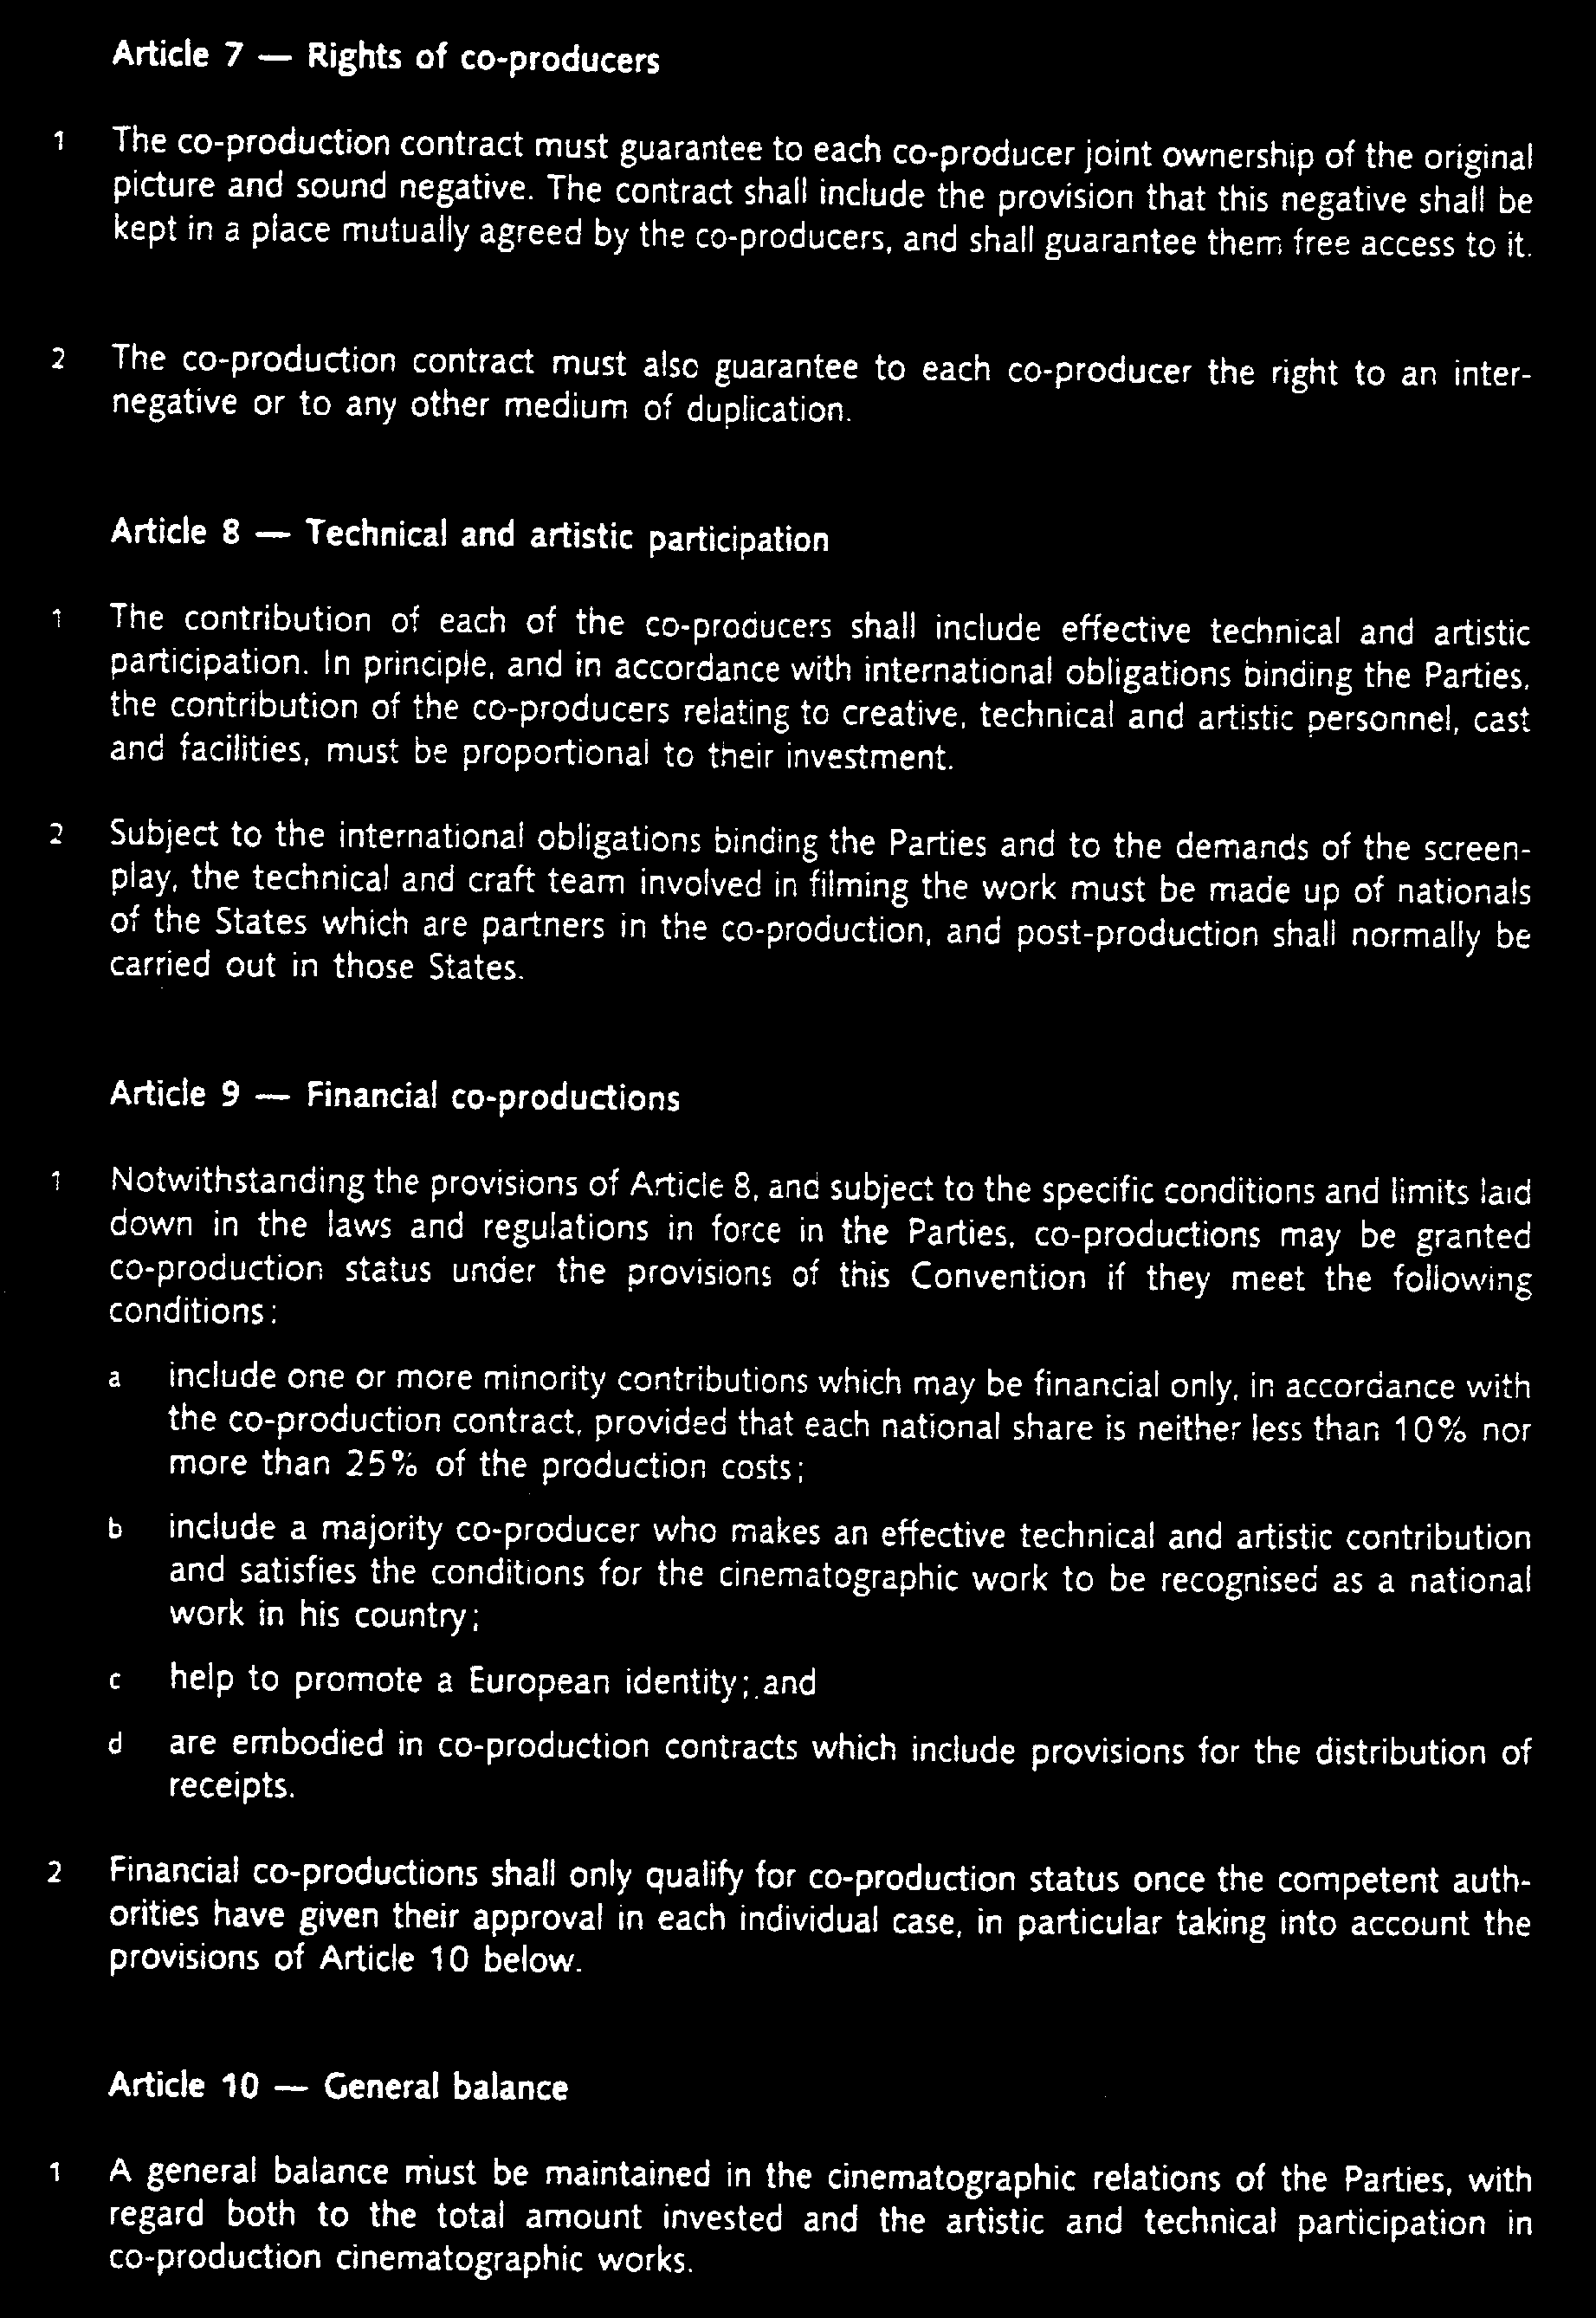 Article 7 — Rights of co-producers
1 The co-production contract must guarantee to each co-producer joint ownership of the original
picture and sound negative. The contract shall include the provision that this negative shall be
kept in a place mutually agreed by the co-producers, and shall guarantee them free access to it.
2 The co-production contract must also guarantee to each co-producer the right to an inter-
negative or to any other medium of duplication.
Article 8 — Technical and artistic participation
1 The contribution of each of the co-producers shall include effective technical and artistic
participation. In principle, and in accordance with international obligations binding the Parties,
the contribution of the co-producers relating to creative, technical and artistic personnel, cast
and facilities, must be proportional to their investment.
2 Subject to the international obligations binding the Parties and to the demands of the screen-
play, the technical and craft team involved in filming the work must be made up of nationals
of the States which are partners in the co-production, and post-production shall normally be
carried out in those States.
Article 9 — Financial co-productions
1 Notwithstanding the provisions of Article 8, and subject to the specific conditions and limits laid
down in the laws and regulations in force in the Parties, co-productions may be granted
co-production status under the provisions of this Convention if they meet the following
conditions:
a include one or more minority contributions which may be financial only, in accordance with
the co-production contract, provided that each national share is neither less than 10% nor
more than 25% of the production costs;
b include a majority co-producer who makes an effective technical and artistic contribution
and satisfies the conditions for the cinematographic work to be recognised as a national
work in his country;
c help to promote a European identity; and
d are embodied in co-production contracts which include provisions for the distribution of
receipts.
2 Financial co-productions shall only qualify for co-production status once the competent auth-
orities have given their approval in each individual case, in particular taking into account the
provisions of Article 10 below.
Article 10 — General balance
1 A general balance must be maintained in the cinematographic relations of the Parties, with
regard both to the total amount invested and the artistic and technical participation in
co-production cinematographic works.